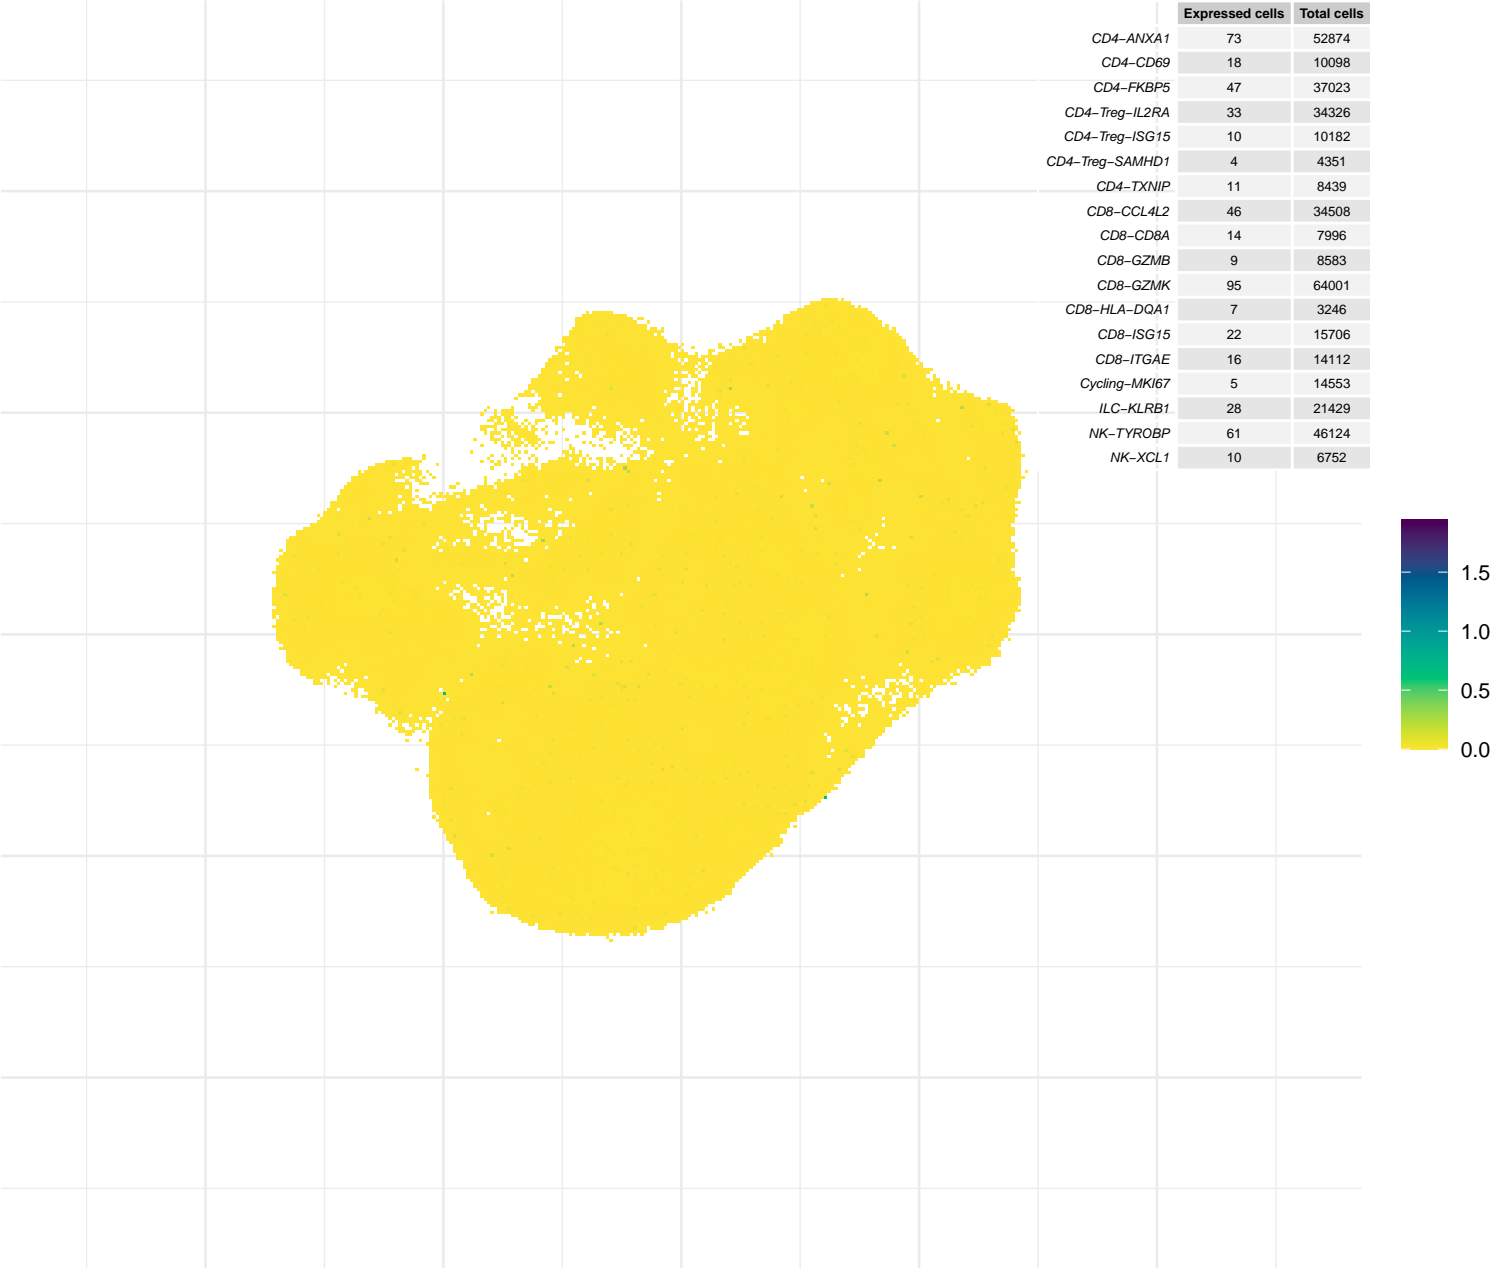 Expressed cells Total cells
CD4−ANXA1 73 52874
CD4−CD69 18 10098
CD4−FKBP5 47 37023
CD4−Treg−IL2RA 33 34326
CD4−Treg−ISG15 10 10182
CD4−Treg−SAMHD1 4 4351
CD4−TXNIP 11 8439
CD8−CCL4L2 46 34508
CD8−CD8A 14 7996
CD8−GZMB 9 8583
CD8−GZMK 95 64001
CD8−HLA−DQA1 7 3246
CD8−ISG15 22 15706
CD8−ITGAE 16 14112
Cycling−MKI67 5 14553
ILC−KLRB1 28 21429
NK−TYROBP 61 46124
NK−XCL1 10 6752
1.5
1.0
0.5
0.0